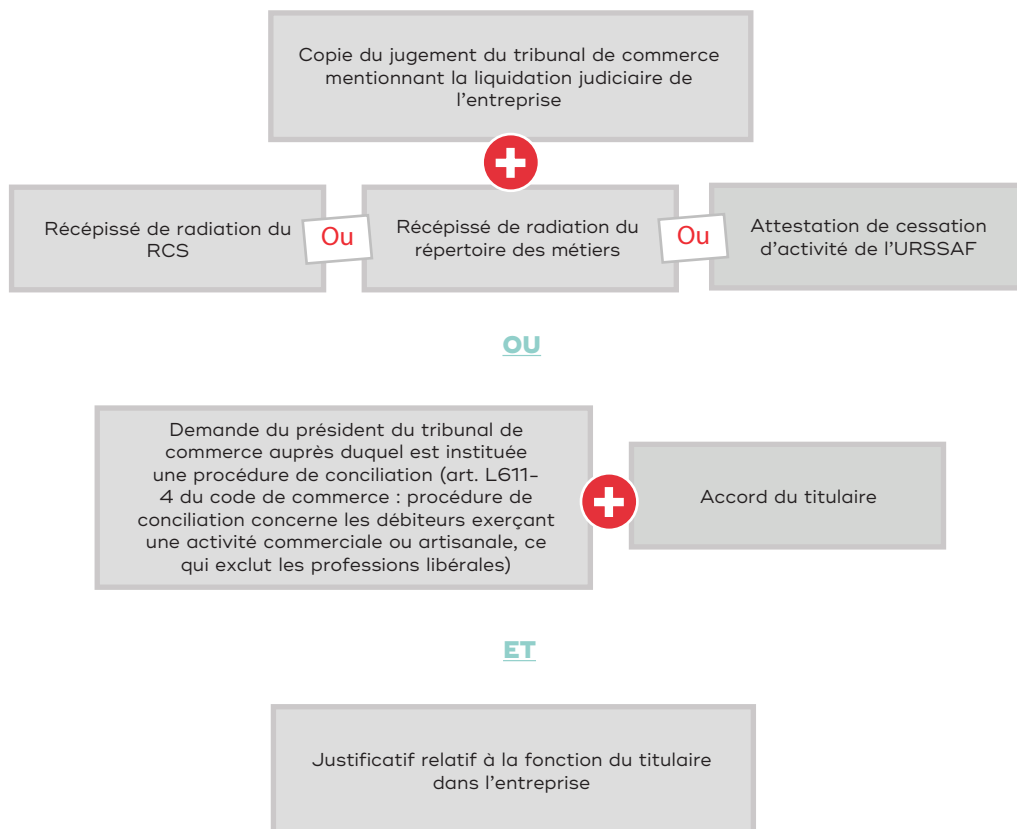 Copie du jugement du tribunal de commerce
mentionnant la liquidation judiciaire de
l'entreprise
Récépissé de radiation du
RCS
Ou
Récépissé de radiation du
répertoire des métiers
Ou
Attestation de cessation
d'activité de l'URSSAF
OU
Demande du président du tribunal de
commerce auprès duquel est instituée
une procédure de conciliation (art. L611-
4 du code de commerce : procédure de
conciliation concerne les débiteurs exerçant
une activité commerciale ou artisanale, ce
qui exclut les professions libérales)
Accord du titulaire
ET
Justificatif relatif à la fonction du titulaire
dans l'entreprise